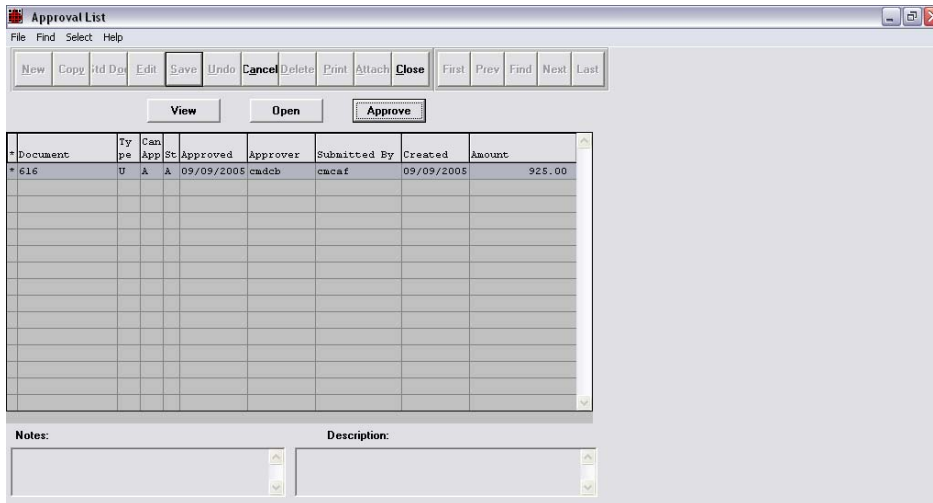 Approval List
File Find Select Help
New Copy Std Doc Edit Save Undo Cancel Delete Print Attach Close First Prev Find Next Last
View Open Approve
* Document Ty pe Can App St Approved Approver Submitted By Created Amount
* 616 U A A 09/09/2005 cmdcb cmcaf 09/09/2005 925.00
Notes: Description: